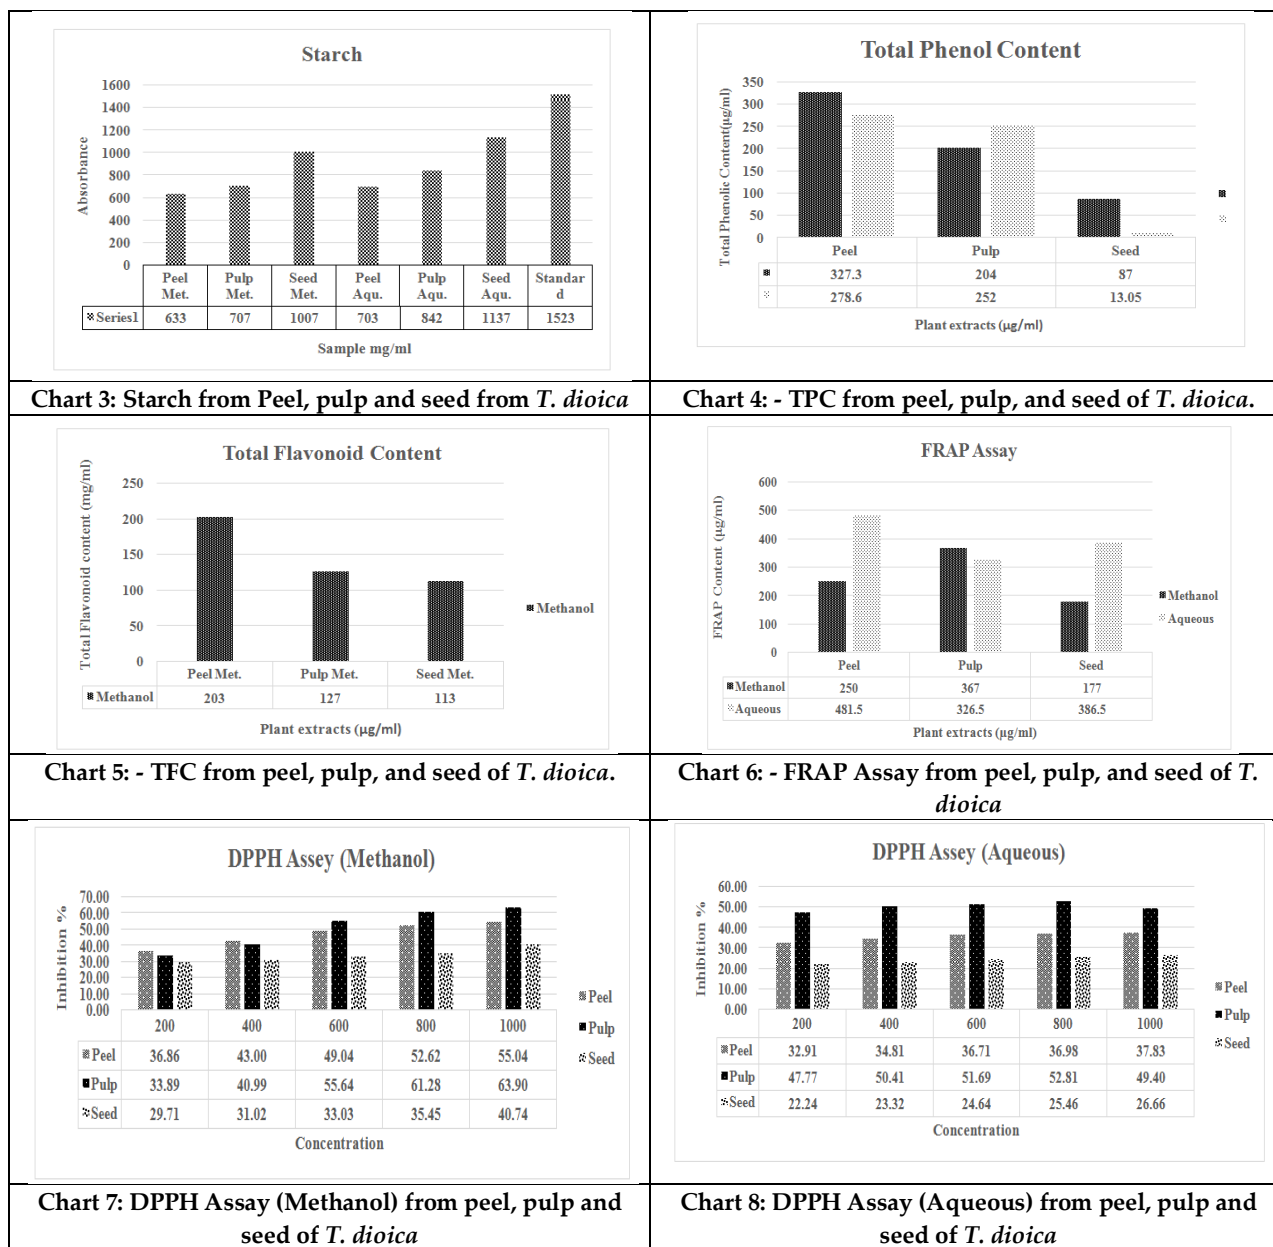 Starch
Absorbance
1600
1400
1200
1000
800
600
400
200
0
Peel Met. Pulp Met. Seed Met. Peel Aqu. Pulp Aqu. Seed Aqu. Standar d
Series1 633 707 1007 703 842 1137 1523
Sample mg/ml
Chart 3: Starch from Peel, pulp and seed from T. dioica
Total Phenol Content
Total Phenolic Content(µg/ml)
350
300
250
200
150
100
50
0
Peel Pulp Seed
327.3 204 87
278.6 252 13.05
Plant extracts (µg/ml)
Chart 4: - TPC from peel, pulp, and seed of T. dioica.
Total Flavonoid Content
Total Flavonoid content (mg/ml)
250
200
150
100
50
0
Peel Met. Pulp Met. Seed Met.
Methanol 203 127 113
Plant extracts (µg/ml)
Methanol
Chart 5: - TFC from peel, pulp, and seed of T. dioica.
FRAP Assay
FRAP Content (µg/ml)
600
500
400
300
200
100
0
Peel Pulp Seed
Methanol 250 367 177
Aqueous 481.5 326.5 386.5
Plant extracts (µg/ml)
Methanol
Aqueous
Chart 6: - FRAP Assay from peel, pulp, and seed of T.
dioica
DPPH Assey (Methanol)
Inhibition %
70.00
60.00
50.00
40.00
30.00
20.00
10.00
0.00
200 400 600 800 1000
Peel 36.86 43.00 49.04 52.62 55.04
Pulp 33.89 40.99 55.64 61.28 63.90
Seed 29.71 31.02 33.03 35.45 40.74
Concentration
Peel
Pulp
Seed
Chart 7: DPPH Assay (Methanol) from peel, pulp and
seed of T. dioica
DPPH Assey (Aqueous)
Inhibition %
60.00
50.00
40.00
30.00
20.00
10.00
0.00
200 400 600 800 1000
Peel 32.91 34.81 36.71 36.98 37.83
Pulp 47.77 50.41 51.69 52.81 49.40
Seed 22.24 23.32 24.64 25.46 26.66
Concentration
Peel
Pulp
Seed
Chart 8: DPPH Assay (Aqueous) from peel, pulp and
seed of T. dioica